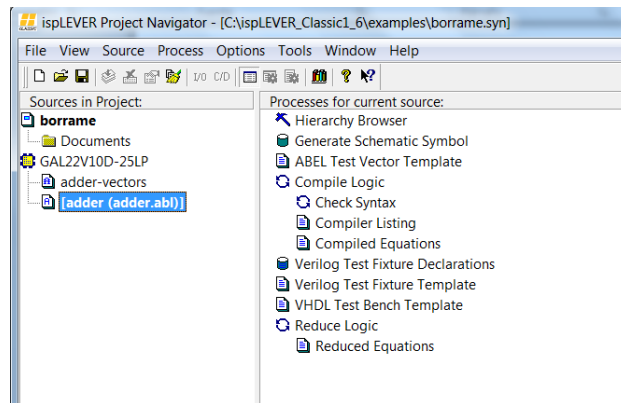 ispLEVER Project Navigator - [C:\ispLEVER_Classic1_6\examples\borrame.syn]
File View Source Process Options Tools Window Help
I/O C/D
Sources in Project:
borrame
Documents
GAL22V10D-25LP
adder-vectors
[adder (adder.abl)]
Processes for current source:
Hierarchy Browser
Generate Schematic Symbol
ABEL Test Vector Template
Compile Logic
Check Syntax
Compiler Listing
Compiled Equations
Verilog Test Fixture Declarations
Verilog Test Fixture Template
VHDL Test Bench Template
Reduce Logic
Reduced Equations